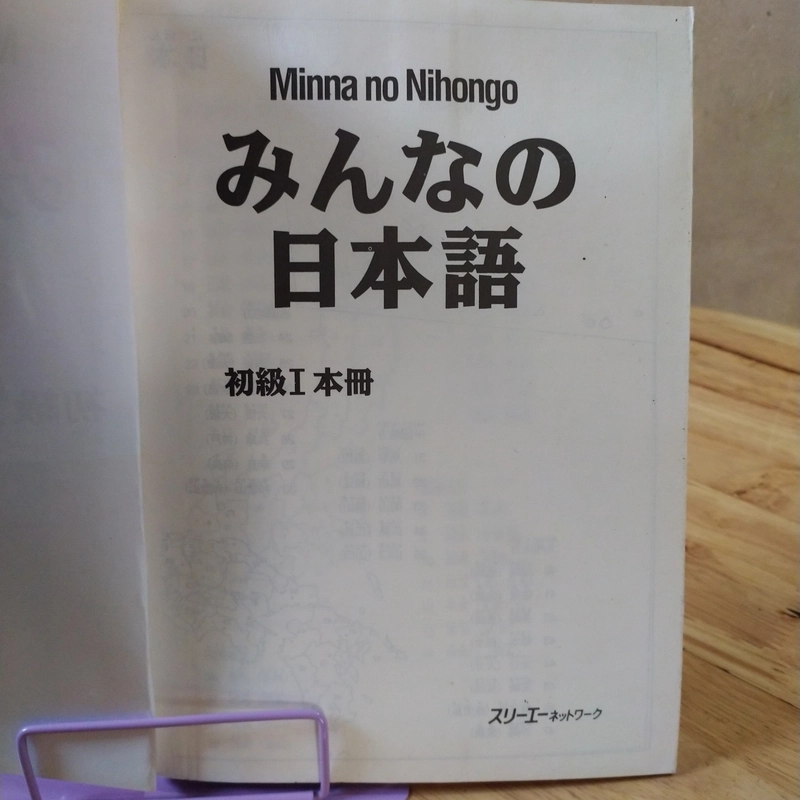 Minna no Nihongo
みんなの
日本語
初級I 本冊
スリーエーネットワーク